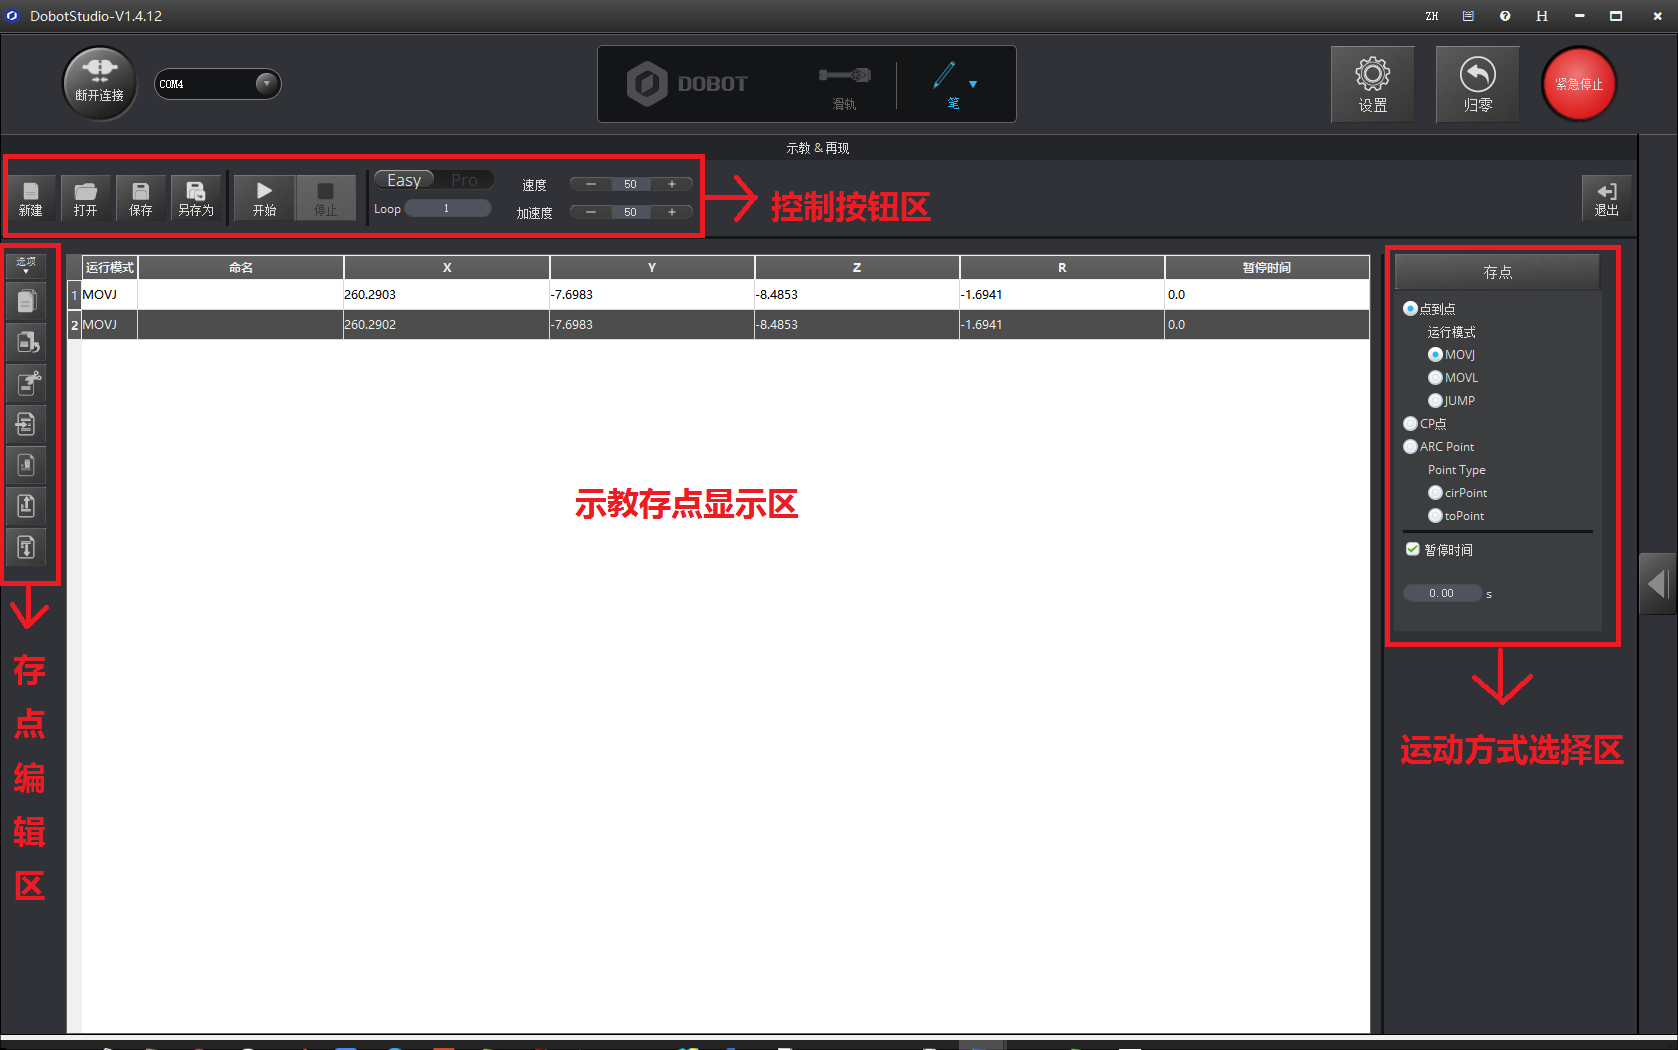 DobotStudio-V1.4.12
ZH
H
断开连接
COM4
DOBOT
滑轨
笔
设置
归零
紧急停止
示教 & 再现
新建
打开
保存
另存为
开始
停止
Easy
Pro
Loop
1
速度
50
加速度
50
控制按钮区
退出
选项
运行模式 命名 X Y Z R 暂停时间
1 MOVJ 260.2903 -7.6983 -8.4853 -1.6941 0.0
2 MOVJ 260.2902 -7.6983 -8.4853 -1.6941 0.0
示教存点显示区
存点
点到点
运行模式
MOVJ
MOVL
JUMP
CP点
ARC Point
Point Type
cirPoint
toPoint
暂停时间
0.00 s
运动方式选择区
存
点
编
辑
区